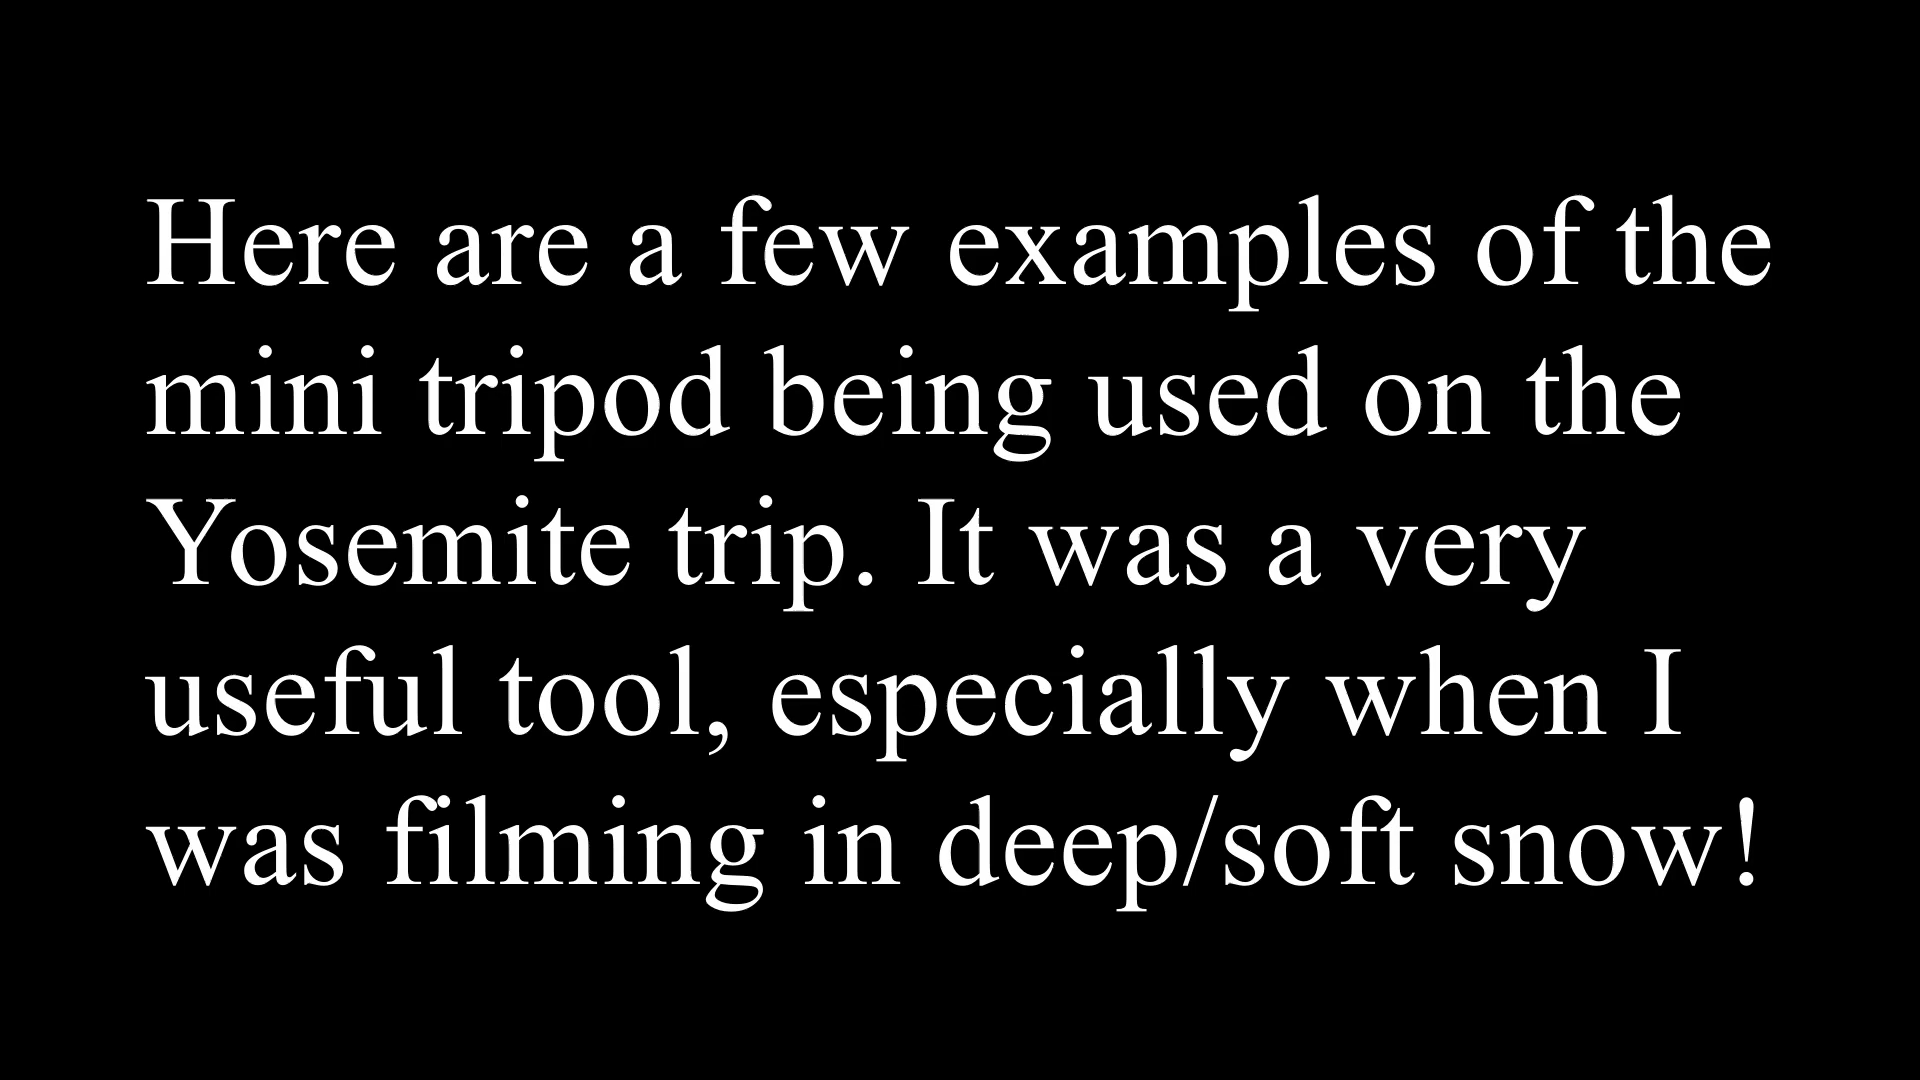 Here are a few examples of the
mini tripod being used on the
Yosemite trip. It was a very
useful tool, especially when I
was filming in deep/soft snow!